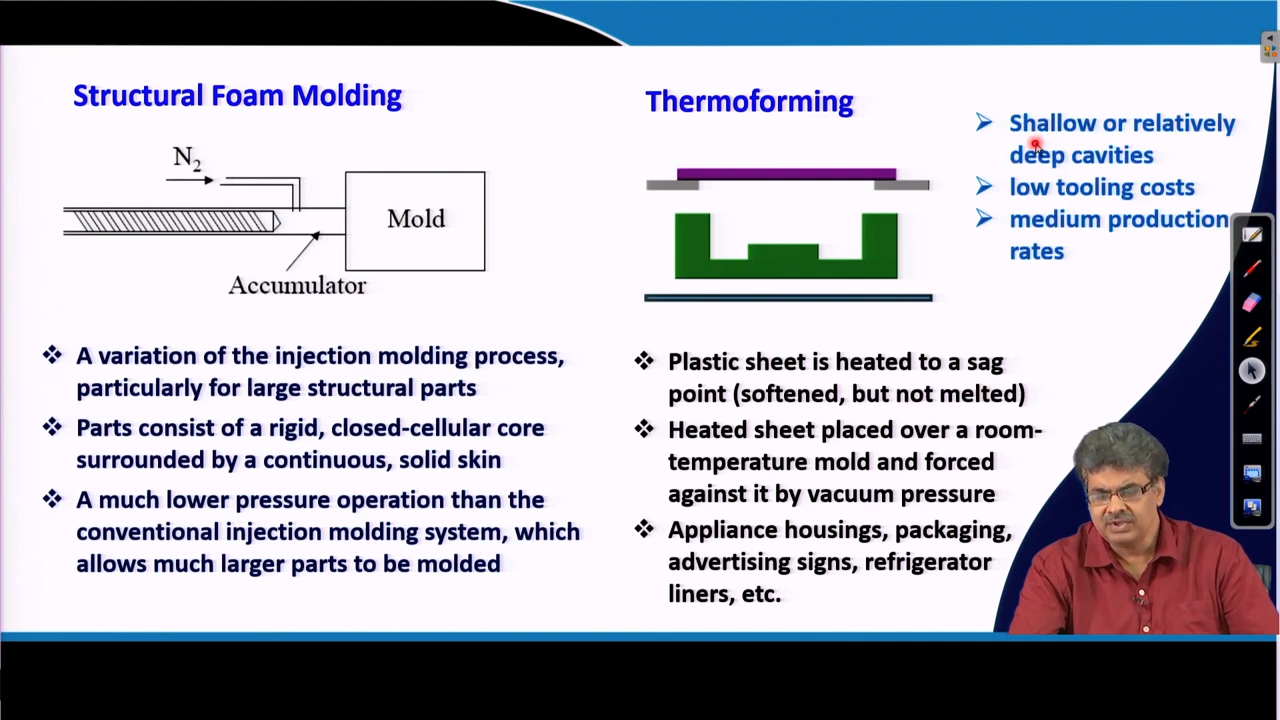 Structural Foam Molding
N2
Mold
Accumulator
❖ A variation of the injection molding process,
particularly for large structural parts
❖ Parts consist of a rigid, closed-cellular core
surrounded by a continuous, solid skin
❖ A much lower pressure operation than the
conventional injection molding system, which
allows much larger parts to be molded
Thermoforming
➢ Shallow or relatively
deep cavities
➢ low tooling costs
➢ medium production
rates
❖ Plastic sheet is heated to a sag
point (softened, but not melted)
❖ Heated sheet placed over a room-
temperature mold and forced
against it by vacuum pressure
❖ Appliance housings, packaging,
advertising signs, refrigerator
liners, etc.